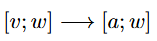 [v; w] ⟶ [a; w]